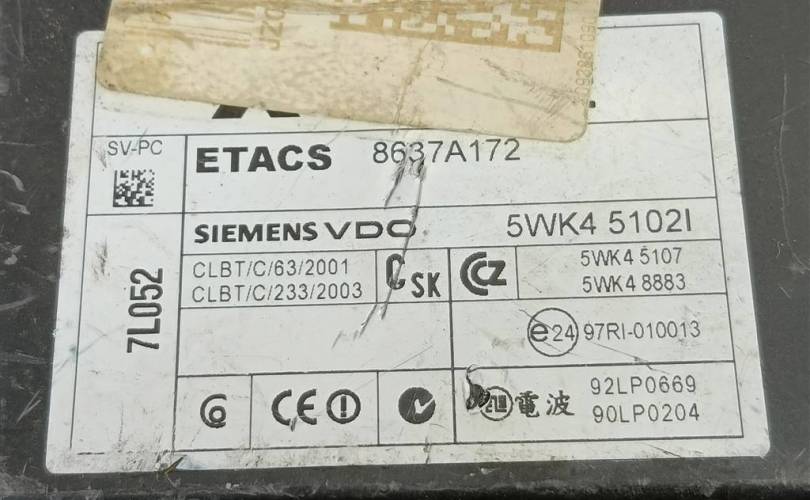 SV-PC
ETACS 8637A172
SIEMENS VDO 5WK4 5102I
CLBT/C/63/2001
CLBT/C/233/2003
SK
5WK4 5107
5WK4 8883
7L052
e24 97RI-010013
CE
電波
92LP0669
90LP0204